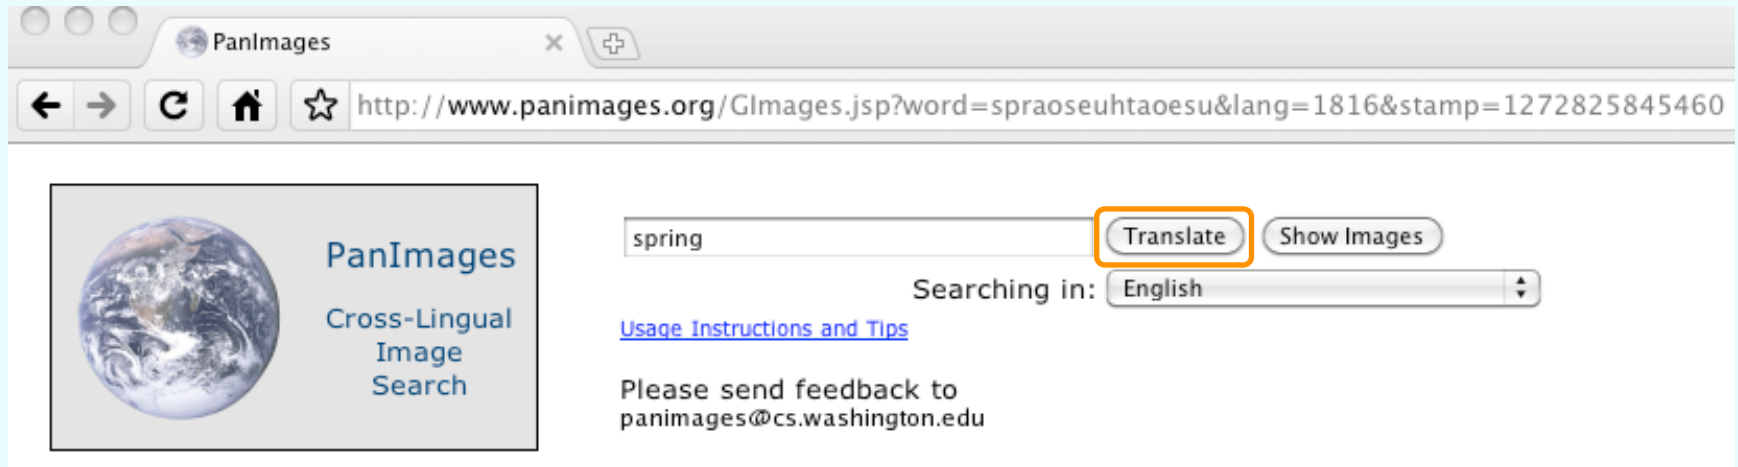 PanImages
http://www.panimages.org/GImages.jsp?word=spraoseuhtaoesu&lang=1816&stamp=1272825845460
PanImages
Cross-Lingual
Image
Search
spring Translate Show Images
Searching in: English
Usage Instructions and Tips
Please send feedback to
panimages@cs.washington.edu